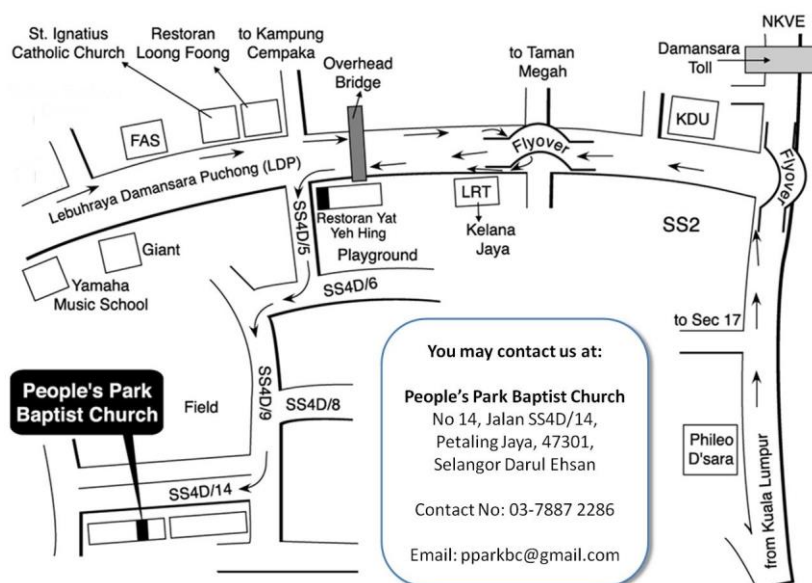 NKVE
St. Ignatius
Catholic Church
Restoran
Loong Foong
to Kampung
Cempaka
Overhead
Bridge
to Taman
Megah
Damansara
Toll
FAS
KDU
Flyover
Flyover
Lebuhraya Damansara Puchong (LDP)
LRT
Restoran Yat
Yeh Hing
Kelana
Jaya
SS2
SS4D/5
Giant
Playground
Yamaha
Music School
SS4D/6
to Sec 17
People's Park
Baptist Church
Field
SS4D/9
SS4D/8
SS4D/14
Phileo
D'sara
from Kuala Lumpur
You may contact us at:
People’s Park Baptist Church
No 14, Jalan SS4D/14,
Petaling Jaya, 47301,
Selangor Darul Ehsan
Contact No: 03-7887 2286
Email: pparkbc@gmail.com